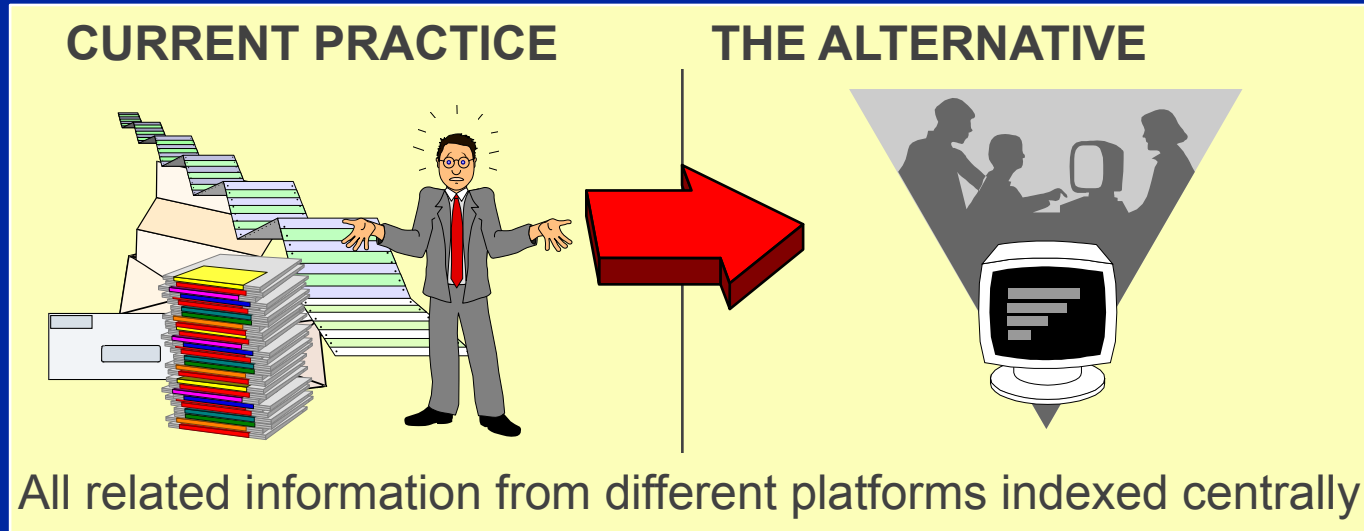 CURRENT PRACTICE
THE ALTERNATIVE
All related information from different platforms indexed centrally